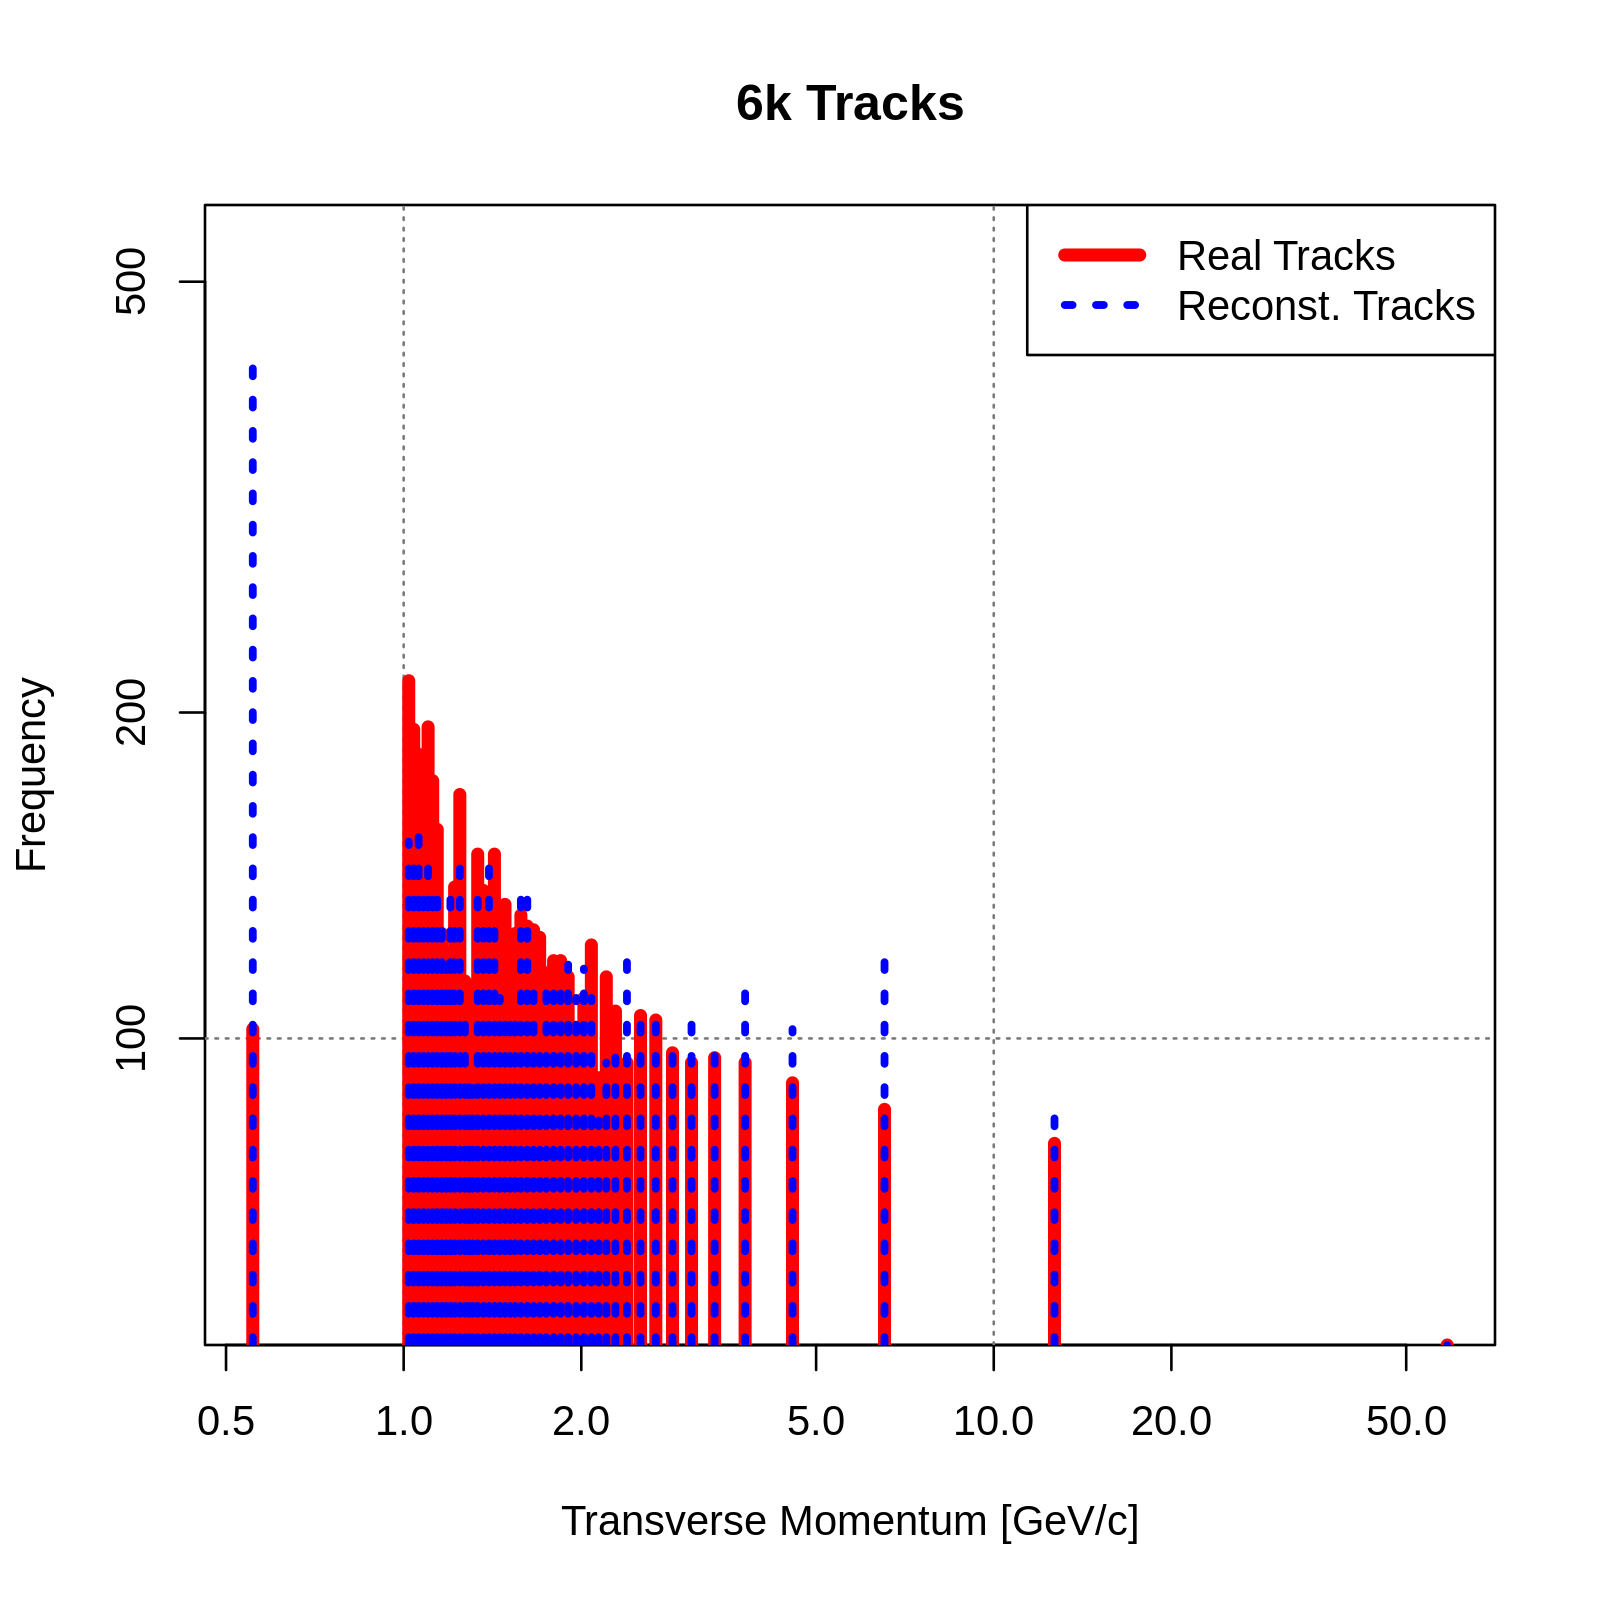 6k Tracks
Real Tracks
Reconst. Tracks
500
200
100
Frequency
0.5 1.0 2.0 5.0 10.0 20.0 50.0
Transverse Momentum [GeV/c]